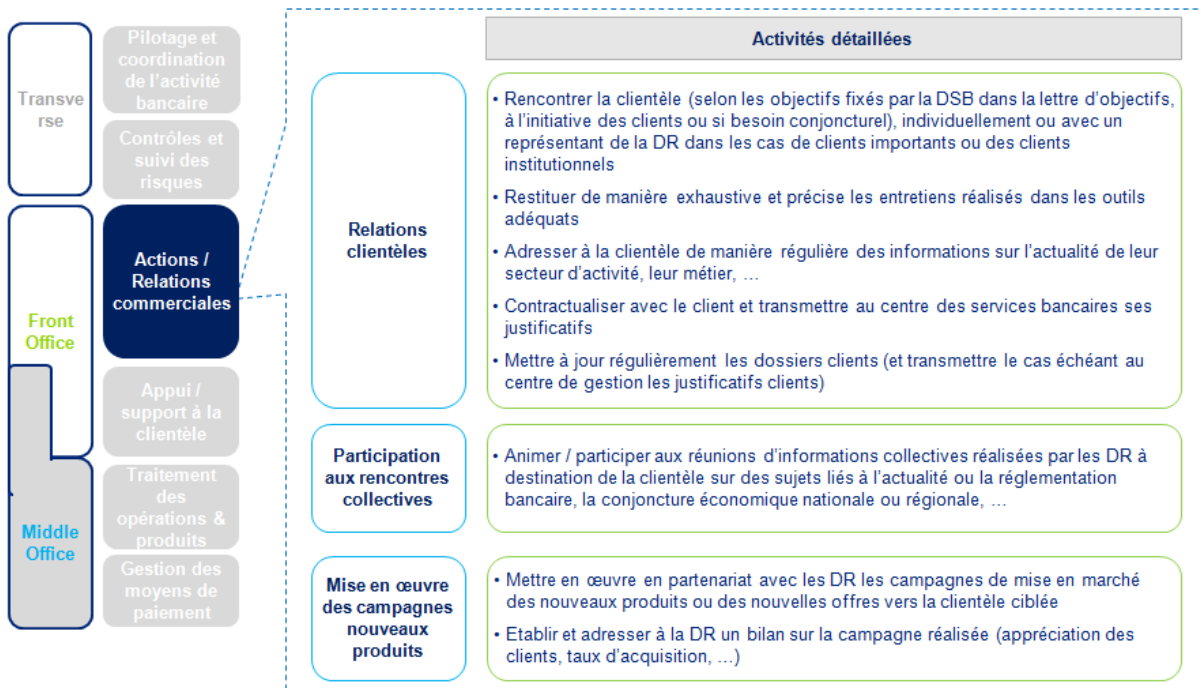 Transve
rse
Front
Office
Middle
Office
Pilotage et
coordination
de l'activité
bancaire
Contrôles et
suivi des
risques
Actions /
Relations
commerciales
Appui /
support à la
clientèle
Traitement
des
opérations &
produits
Gestion des
moyens de
paiement
Activités détaillées
Relations
clientèles
• Rencontrer la clientèle (selon les objectifs fixés par la DSB dans la lettre d'objectifs,
à l'initiative des clients ou si besoin conjoncturel), individuellement ou avec un
représentant de la DR dans les cas de clients importants ou des clients
institutionnels
• Restituer de manière exhaustive et précise les entretiens réalisés dans les outils
adéquats
• Adresser à la clientèle de manière régulière des informations sur l'actualité de leur
secteur d'activité, leur métier, …
• Contractualiser avec le client et transmettre au centre des services bancaires ses
justificatifs
• Mettre à jour régulièrement les dossiers clients (et transmettre le cas échéant au
centre de gestion les justificatifs clients)
Participation
aux rencontres
collectives
• Animer / participer aux réunions d'informations collectives réalisées par les DR à
destination de la clientèle sur des sujets liés à l'actualité ou la réglementation
bancaire, la conjoncture économique nationale ou régionale, …
Mise en œuvre
des campagnes
nouveaux
produits
• Mettre en œuvre en partenariat avec les DR les campagnes de mise en marché
des nouveaux produits ou des nouvelles offres vers la clientèle ciblée
• Etablir et adresser à la DR un bilan sur la campagne réalisée (appréciation des
clients, taux d'acquisition, …)